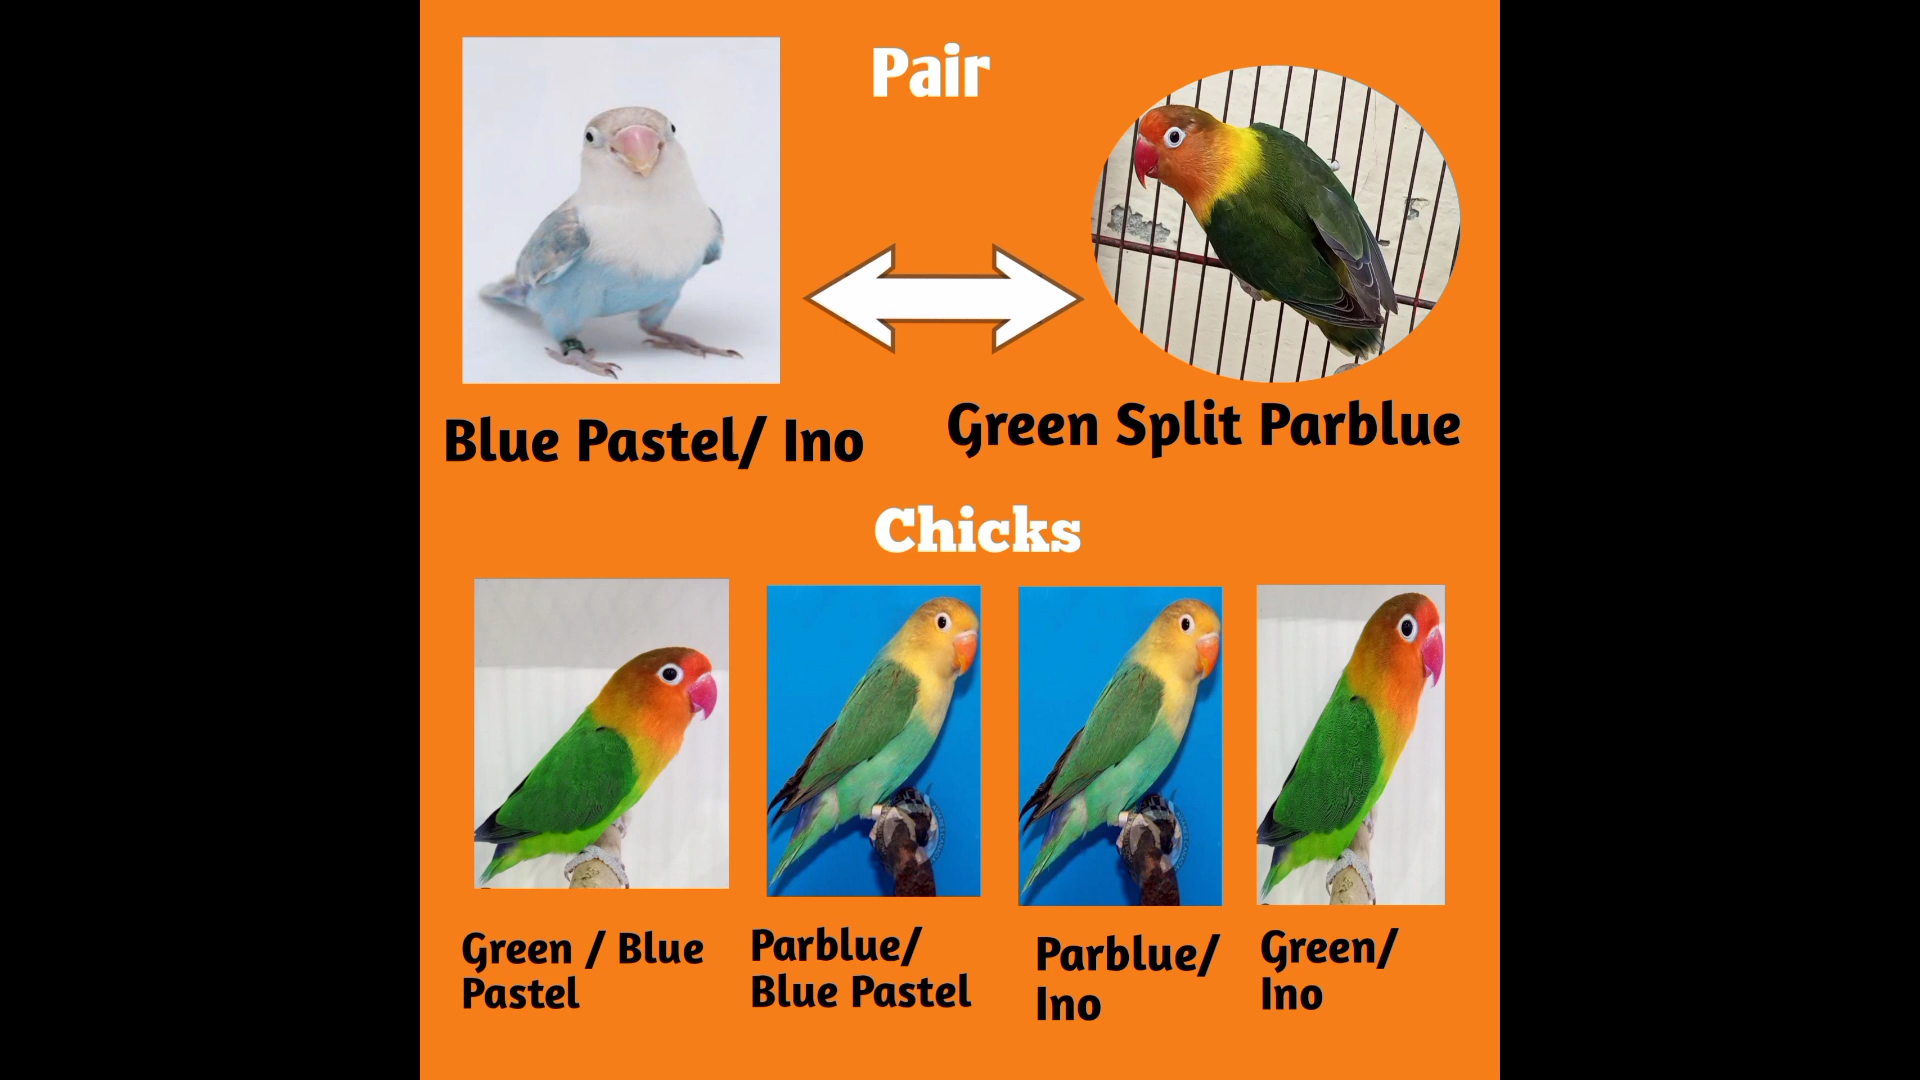 Pair
Blue Pastel/ Ino
Green Split Parblue
Chicks
Green / Blue
Pastel
Parblue/
Blue Pastel
Parblue/
Ino
Green/
Ino